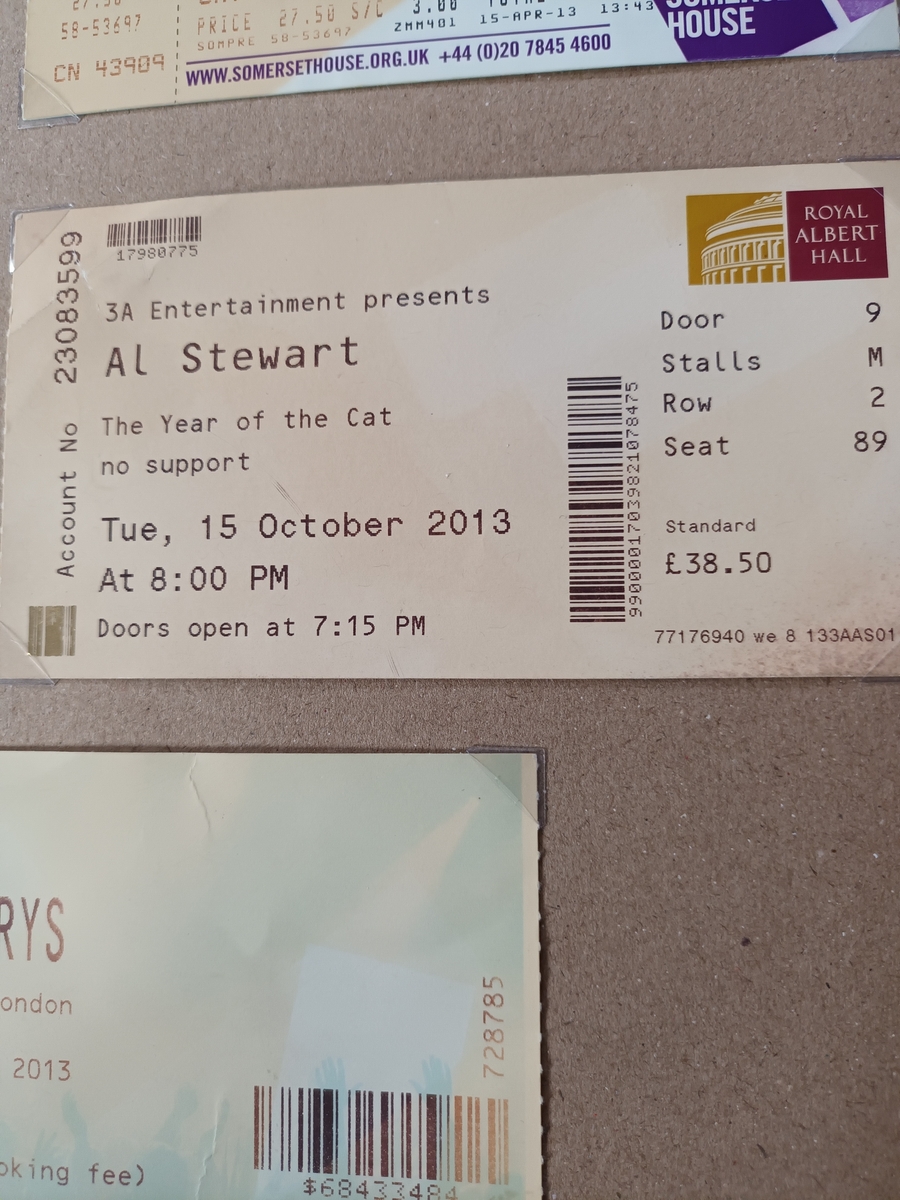 58-53697
PRICE 27.50 S/C 3.00
SOMPRE 58-53697 ZMM401 15-APR-13 13:43
CN 43909
WWW.SOMERSETHOUSE.ORG.UK +44 (0)20 7845 4600
HOUSE
17980775
Account No 23083599
3A Entertainment presents
Al Stewart
The Year of the Cat
no support
Tue, 15 October 2013
At 8:00 PM
Doors open at 7:15 PM
99000017039821078475
ROYAL
ALBERT
HALL
Door 9
Stalls M
Row 2
Seat 89
Standard
£38.50
77176940 we 8 133AAS01
RYS
ondon
2013
oking fee)
728785
$68433484